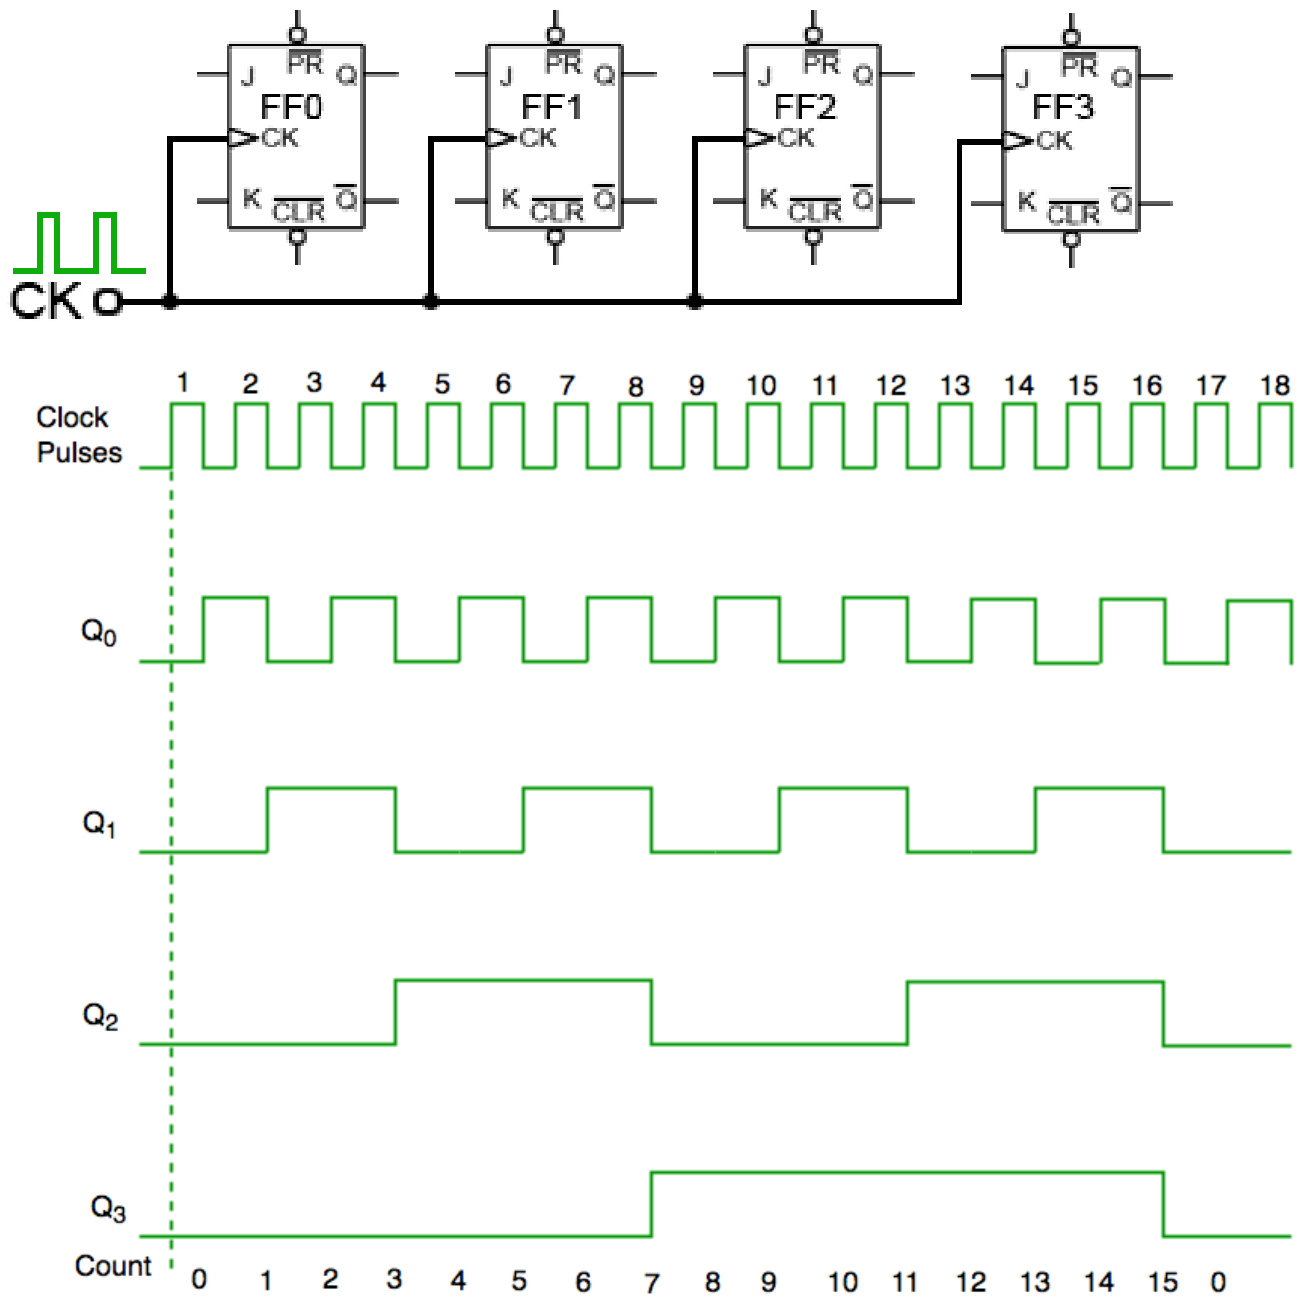 PR PR PR PR
J Q J Q J Q J Q
FF0 FF1 FF2 FF3
CK CK CK CK
K CLR Q K CLR Q K CLR Q K CLR Q
CK
1 2 3 4 5 6 7 8 9 10 11 12 13 14 15 16 17 18
Clock
Pulses
Q0
Q1
Q2
Q3
Count 0 1 2 3 4 5 6 7 8 9 10 11 12 13 14 15 0